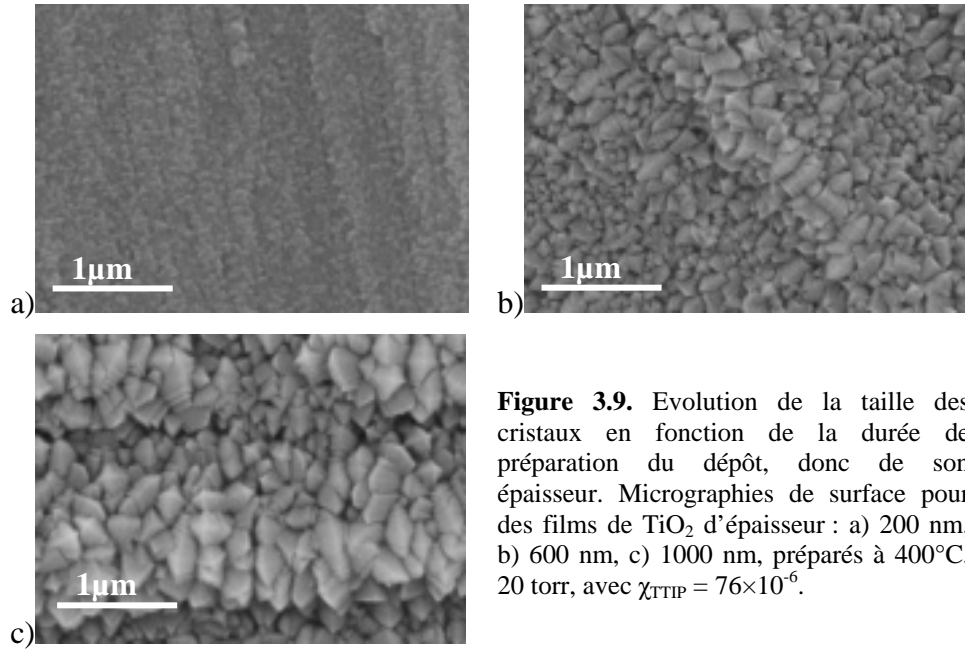 1µm
a)
1µm
b)
1µm
c)
Figure 3.9. Evolution de la taille des
cristaux en fonction de la durée de
préparation du dépôt, donc de son
épaisseur. Micrographies de surface pour
des films de TiO₂ d’épaisseur : a) 200 nm,
b) 600 nm, c) 1000 nm, préparés à 400°C,
20 torr, avec χTTIP = 76×10⁻⁶.